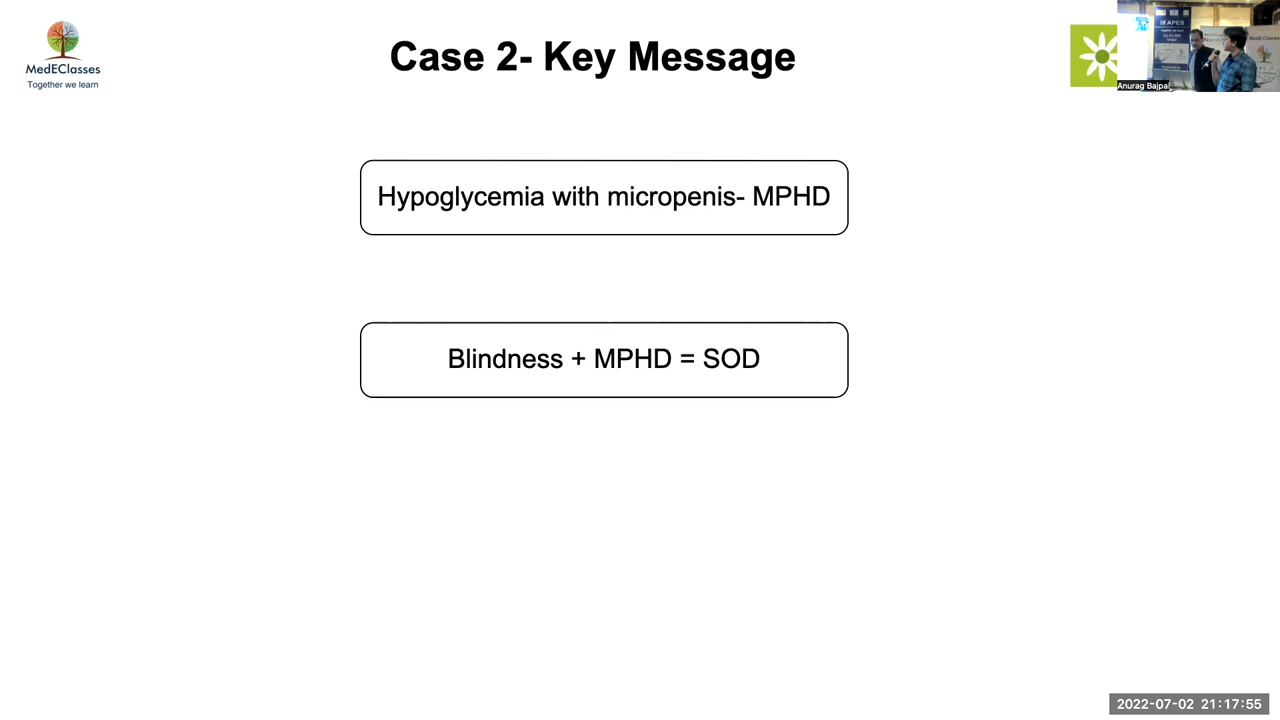 MedEClasses
Together we learn
Case 2- Key Message
Anurag Bajpai
Hypoglycemia with micropenis- MPHD
Blindness + MPHD = SOD
2022-07-02 21:17:55